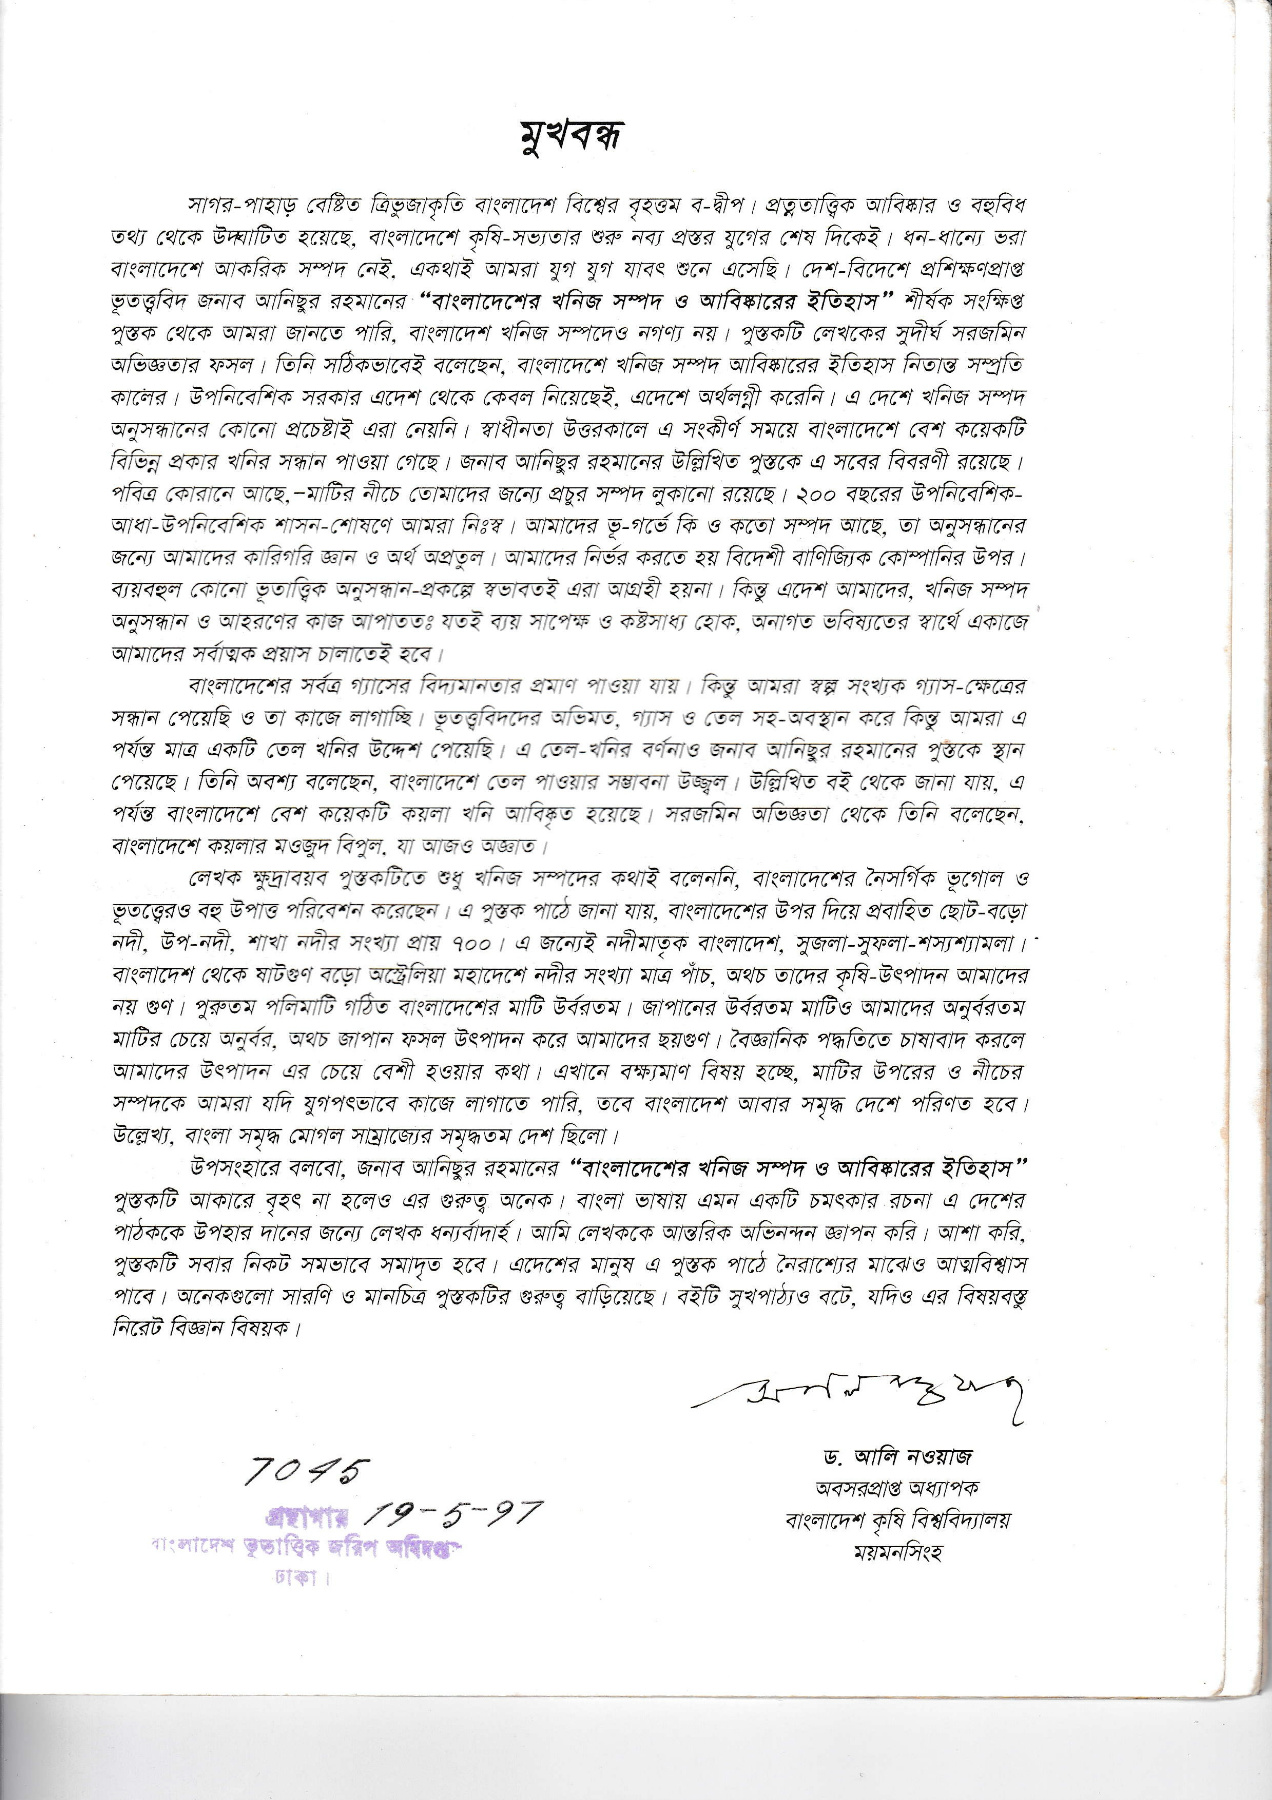 মুখবন্ধ
সাগর-পাহাড় বেষ্টিত ত্রিভুজাকৃতি বাংলাদেশ বিশ্বের বৃহত্তম ব-দ্বীপ। প্রত্নতাত্ত্বিক আবিষ্কার ও বহুবিধ
তথ্য থেকে উদ্ঘাটিত হয়েছে, বাংলাদেশে কৃষি-সভ্যতার শুরু নব্য প্রস্তর যুগের শেষ দিকেই। ধন-ধান্যে ভরা
বাংলাদেশে আকরিক সম্পদ নেই, একথাই আমরা যুগ যুগ যাবৎ শুনে এসেছি। দেশ-বিদেশে প্রশিক্ষণপ্রাপ্ত
ভূতত্ত্ববিদ জনাব আনিছুর রহমানের “বাংলাদেশের খনিজ সম্পদ ও আবিষ্কারের ইতিহাস” শীর্ষক সংক্ষিপ্ত
পুস্তক থেকে আমরা জানতে পারি, বাংলাদেশ খনিজ সম্পদেও নগণ্য নয়। পুস্তকটি লেখকের সুদীর্ঘ সরজমিন
অভিজ্ঞতার ফসল। তিনি সঠিকভাবেই বলেছেন, বাংলাদেশে খনিজ সম্পদ আবিষ্কারের ইতিহাস নিতান্ত সম্প্রতি
কালের। উপনিবেশিক সরকার এদেশ থেকে কেবল নিয়েছেই, এদেশে অর্থলগ্নী করেনি। এ দেশে খনিজ সম্পদ
অনুসন্ধানের কোনো প্রচেষ্টাই এরা নেয়নি। স্বাধীনতা উত্তরকালে এ সংকীর্ণ সময়ে বাংলাদেশে বেশ কয়েকটি
বিভিন্ন প্রকার খনির সন্ধান পাওয়া গেছে। জনাব আনিছুর রহমানের উল্লিখিত পুস্তকে এ সবের বিবরণী রয়েছে।
পবিত্র কোরানে আছে,–মাটির নীচে তোমাদের জন্যে প্রচুর সম্পদ লুকানো রয়েছে। ২০০ বছরের উপনিবেশিক-
আধা-উপনিবেশিক শাসন-শোষণে আমরা নিঃস্ব। আমাদের ভূ-গর্ভে কি ও কতো সম্পদ আছে, তা অনুসন্ধানের
জন্যে আমাদের কারিগরি জ্ঞান ও অর্থ অপ্রতুল। আমাদের নির্ভর করতে হয় বিদেশী বাণিজ্যিক কোম্পানির উপর।
ব্যয়বহুল কোনো ভূতাত্ত্বিক অনুসন্ধান-প্রকল্পে স্বভাবতই এরা আগ্রহী হয়না। কিন্তু এদেশ আমাদের, খনিজ সম্পদ
অনুসন্ধান ও আহরণের কাজ আপাততঃ যতই ব্যয় সাপেক্ষ ও কষ্টসাধ্য হোক, অনাগত ভবিষ্যতের স্বার্থে একাজে
আমাদের সর্বাত্মক প্রয়াস চালাতেই হবে।
বাংলাদেশের সর্বত্র গ্যাসের বিদ্যমানতার প্রমাণ পাওয়া যায়। কিন্তু আমরা স্বল্প সংখ্যক গ্যাস-ক্ষেত্রের
সন্ধান পেয়েছি ও তা কাজে লাগাচ্ছি। ভূতত্ত্ববিদদের অভিমত, গ্যাস ও তেল সহ-অবস্থান করে কিন্তু আমরা এ
পর্যন্ত মাত্র একটি তেল খনির উদ্দেশ পেয়েছি। এ তেল-খনির বর্ণনাও জনাব আনিছুর রহমানের পুস্তকে স্থান
পেয়েছে। তিনি অবশ্য বলেছেন, বাংলাদেশে তেল পাওয়ার সম্ভাবনা উজ্জ্বল। উল্লিখিত বই থেকে জানা যায়, এ
পর্যন্ত বাংলাদেশে বেশ কয়েকটি কয়লা খনি আবিষ্কৃত হয়েছে। সরজমিন অভিজ্ঞতা থেকে তিনি বলেছেন,
বাংলাদেশে কয়লার মওজুদ বিপুল, যা আজও অজ্ঞাত।
লেখক ক্ষুদ্রাবয়ব পুস্তকটিতে শুধু খনিজ সম্পদের কথাই বলেননি, বাংলাদেশের নৈসর্গিক ভূগোল ও
ভূতত্ত্বেরও বহু উপাত্ত পরিবেশন করেছেন। এ পুস্তক পাঠে জানা যায়, বাংলাদেশের উপর দিয়ে প্রবাহিত ছোট-বড়ো
নদী, উপ-নদী, শাখা নদীর সংখ্যা প্রায় ৭০০। এ জন্যেই নদীমাতৃক বাংলাদেশ, সুজলা-সুফলা-শস্যশ্যামলা।
বাংলাদেশ থেকে ষাটগুণ বড়ো অস্ট্রেলিয়া মহাদেশে নদীর সংখ্যা মাত্র পাঁচ, অথচ তাদের কৃষি-উৎপাদন আমাদের
নয় গুণ। পুরুতম পলিমাটি গঠিত বাংলাদেশের মাটি উর্বরতম। জাপানের উর্বরতম মাটিও আমাদের অনুর্বরতম
মাটির চেয়ে অনুর্বর, অথচ জাপান ফসল উৎপাদন করে আমাদের ছয়গুণ। বৈজ্ঞানিক পদ্ধতিতে চাষাবাদ করলে
আমাদের উৎপাদন এর চেয়ে বেশী হওয়ার কথা। এখানে বক্ষ্যমাণ বিষয় হচ্ছে, মাটির উপরের ও নীচের
সম্পদকে আমরা যদি যুগপৎভাবে কাজে লাগাতে পারি, তবে বাংলাদেশ আবার সমৃদ্ধ দেশে পরিণত হবে।
উল্লেখ্য, বাংলা সমৃদ্ধ মোগল সাম্রাজ্যের সমৃদ্ধতম দেশ ছিলো।
উপসংহারে বলবো, জনাব আনিছুর রহমানের “বাংলাদেশের খনিজ সম্পদ ও আবিষ্কারের ইতিহাস”
পুস্তকটি আকারে বৃহৎ না হলেও এর গুরুত্ব অনেক। বাংলা ভাষায় এমন একটি চমৎকার রচনা এ দেশের
পাঠককে উপহার দানের জন্যে লেখক ধন্যর্বাদার্হ। আমি লেখককে আন্তরিক অভিনন্দন জ্ঞাপন করি। আশা করি,
পুস্তকটি সবার নিকট সমভাবে সমাদৃত হবে। এদেশের মানুষ এ পুস্তক পাঠে নৈরাশ্যের মাঝেও আত্মবিশ্বাস
পাবে। অনেকগুলো সারণি ও মানচিত্র পুস্তকটির গুরুত্ব বাড়িয়েছে। বইটি সুখপাঠ্যও বটে, যদিও এর বিষয়বস্তু
নিরেট বিজ্ঞান বিষয়ক।
ড. আলি নওয়াজ
অবসরপ্রাপ্ত অধ্যাপক
বাংলাদেশ কৃষি বিশ্ববিদ্যালয়
ময়মনসিংহ
7045
গ্রন্থাগার 19-5-97
বাংলাদেশ ভূতাত্ত্বিক জরিপ অধিদপ্তর
ঢাকা।